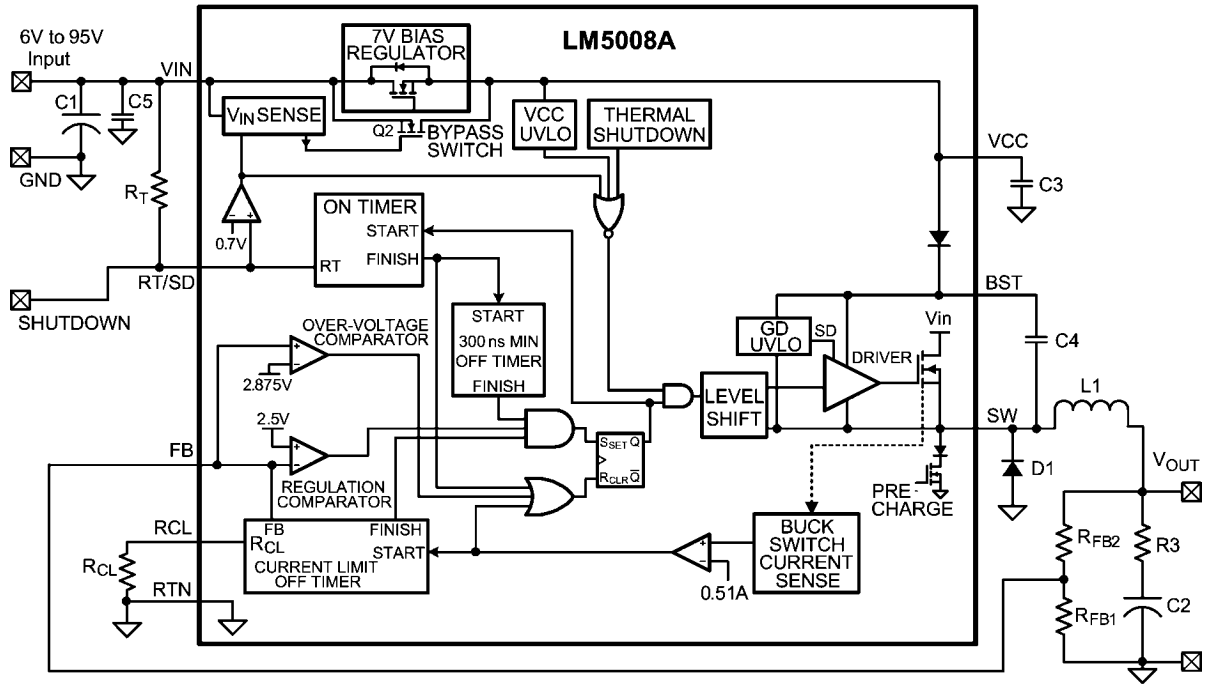 6V to 95V
Input
LM5008A
7V BIAS
REGULATOR
VIN
C1
C5
VIN SENSE
Q2
BYPASS
SWITCH
VCC
UVLO
THERMAL
SHUTDOWN
VCC
C3
GND
RT
- +
0.7V
ON TIMER
START
FINISH
RT
RT/SD
SHUTDOWN
BST
START
300 ns MIN
OFF TIMER
FINISH
OVER-VOLTAGE
COMPARATOR
+
-
2.875V
GD
UVLO
SD
DRIVER
Vin
C4
LEVEL
SHIFT
L1
SW
2.5V
+
-
FB
REGULATION
COMPARATOR
S SET Q
R CLR Q̅
D1
VOUT
PRE-
CHARGE
RCL
FB
FINISH
RCL
START
CURRENT LIMIT
OFF TIMER
+
-
0.51A
BUCK
SWITCH
CURRENT
SENSE
RFB2
R3
RCL
RTN
RFB1
C2